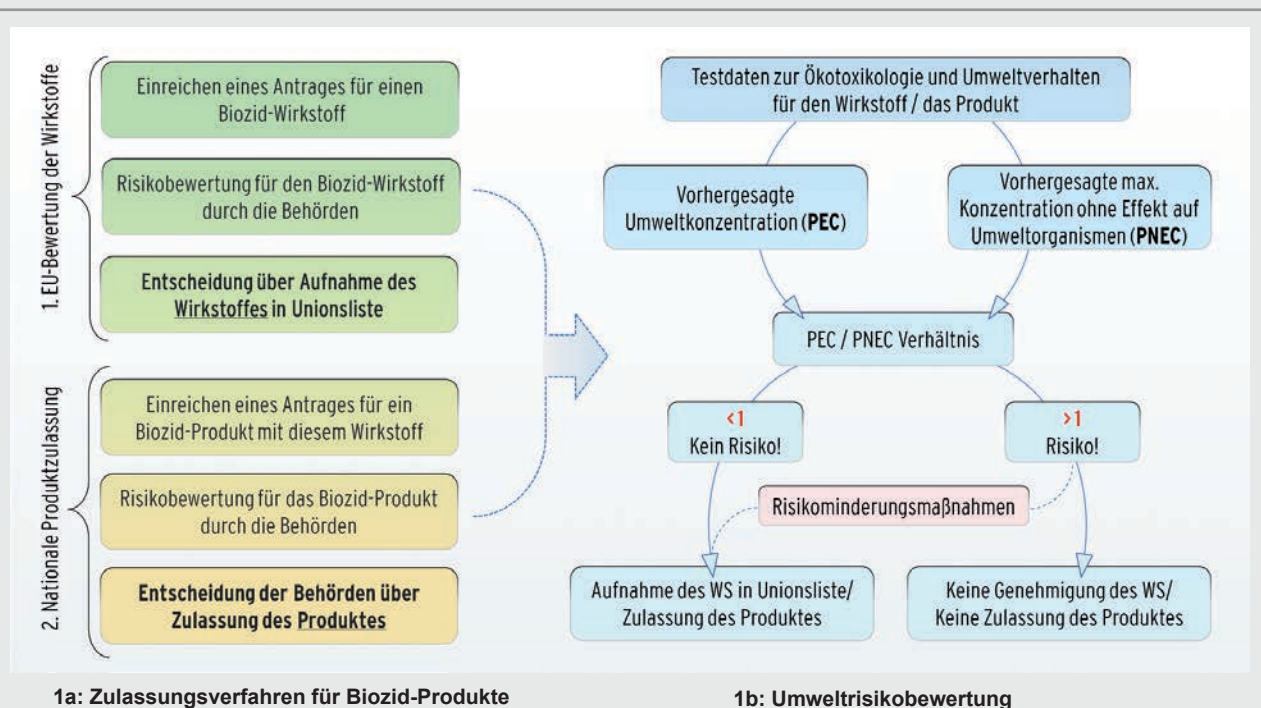 1. EU-Bewertung der Wirkstoffe
Einreichen eines Antrages für einen
Biozid-Wirkstoff
Risikobewertung für den Biozid-Wirkstoff
durch die Behörden
Entscheidung über Aufnahme des
Wirkstoffes in Unionsliste
2. Nationale Produktzulassung
Einreichen eines Antrages für ein
Biozid-Produkt mit diesem Wirkstoff
Risikobewertung für das Biozid-Produkt
durch die Behörden
Entscheidung der Behörden über
Zulassung des Produktes
Testdaten zur Ökotoxikologie und Umweltverhalten
für den Wirkstoff / das Produkt
Vorhergesagte
Umweltkonzentration (PEC)
Vorhergesagte max.
Konzentration ohne Effekt auf
Umweltorganismen (PNEC)
PEC / PNEC Verhältnis
<1
Kein Risiko!
>1
Risiko!
Risikominderungsmaßnahmen
Aufnahme des WS in Unionsliste/
Zulassung des Produktes
Keine Genehmigung des WS/
Keine Zulassung des Produktes
1a: Zulassungsverfahren für Biozid-Produkte
1b: Umweltrisikobewertung